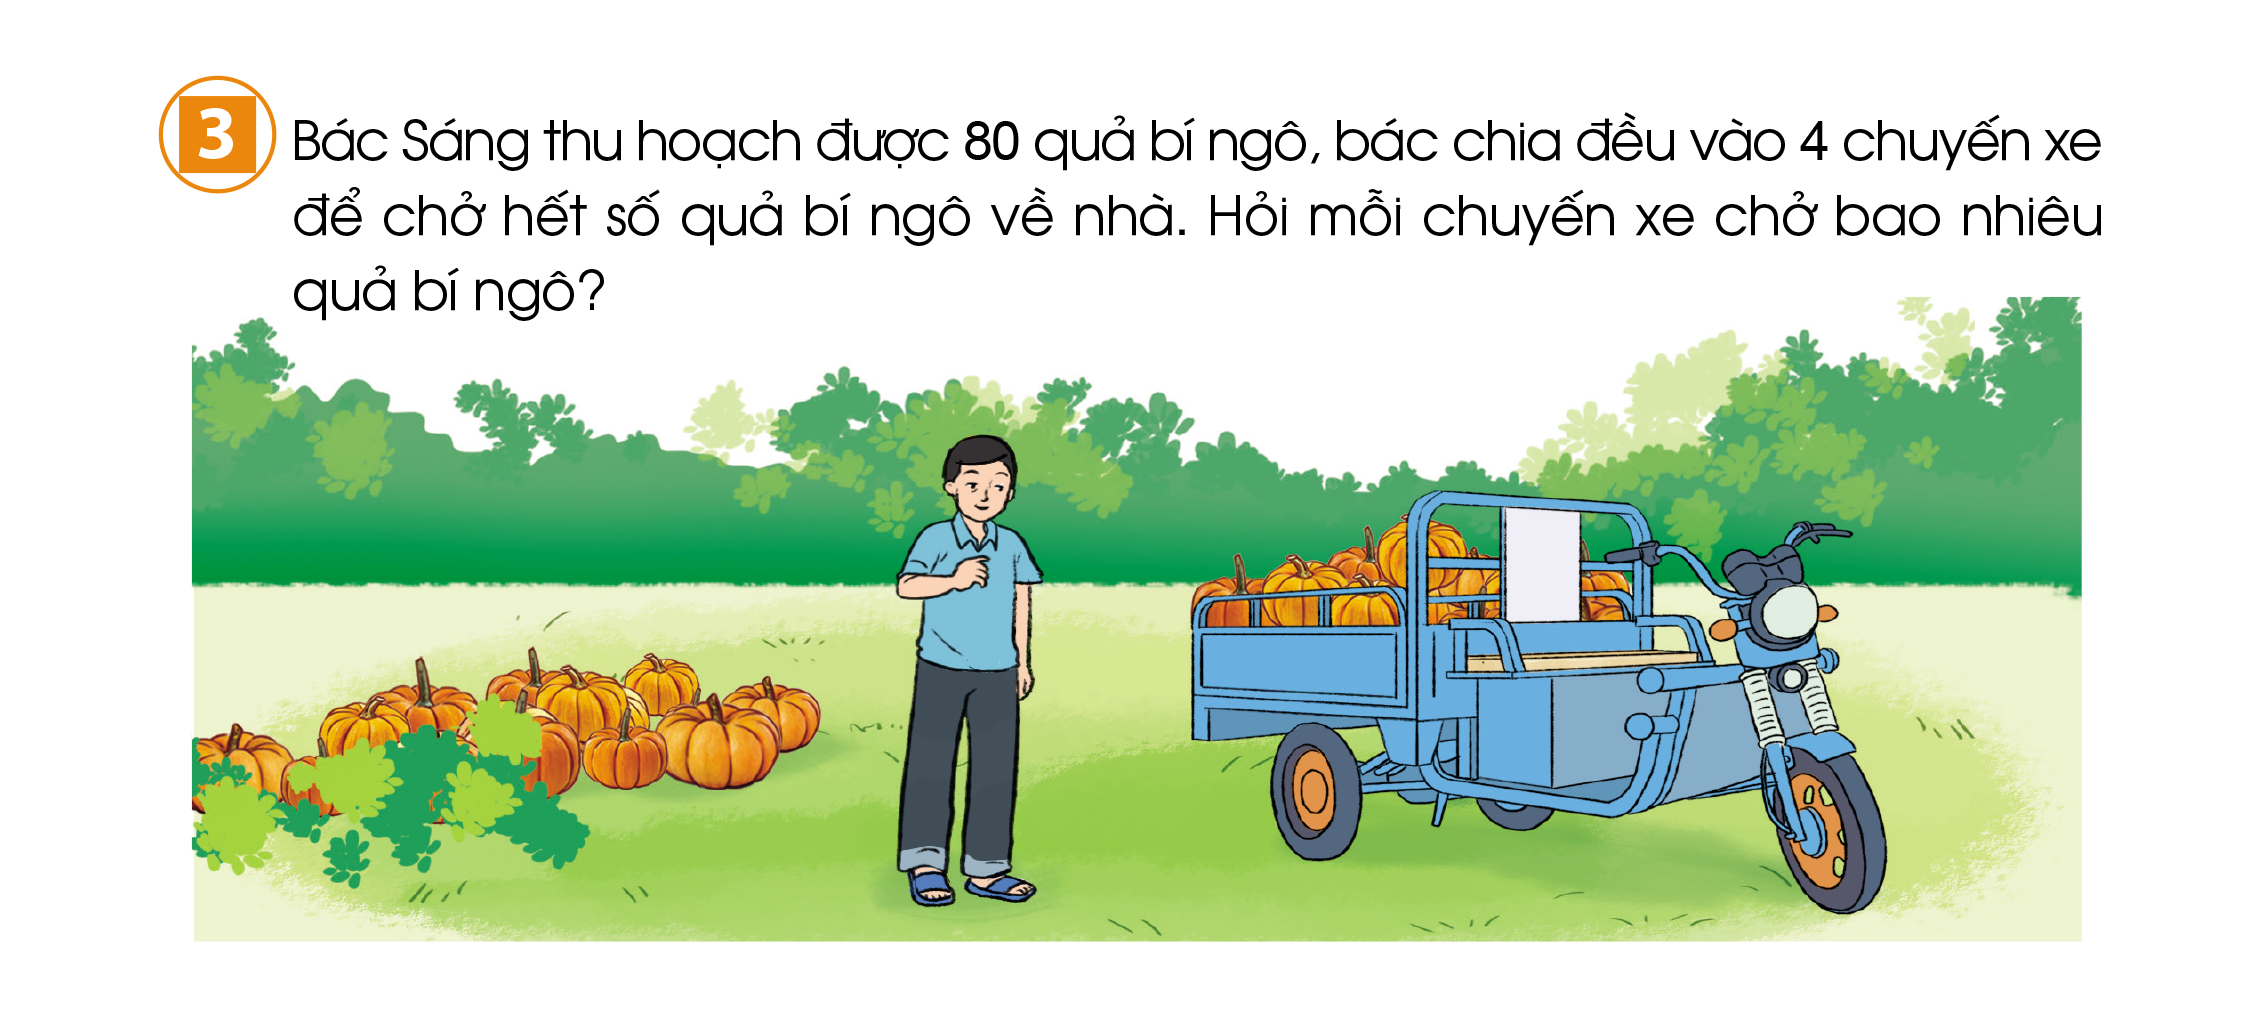 3 Bác Sáng thu hoạch được 80 quả bí ngô, bác chia đều vào 4 chuyến xe
để chở hết số quả bí ngô về nhà. Hỏi mỗi chuyến xe chở bao nhiêu
quả bí ngô?